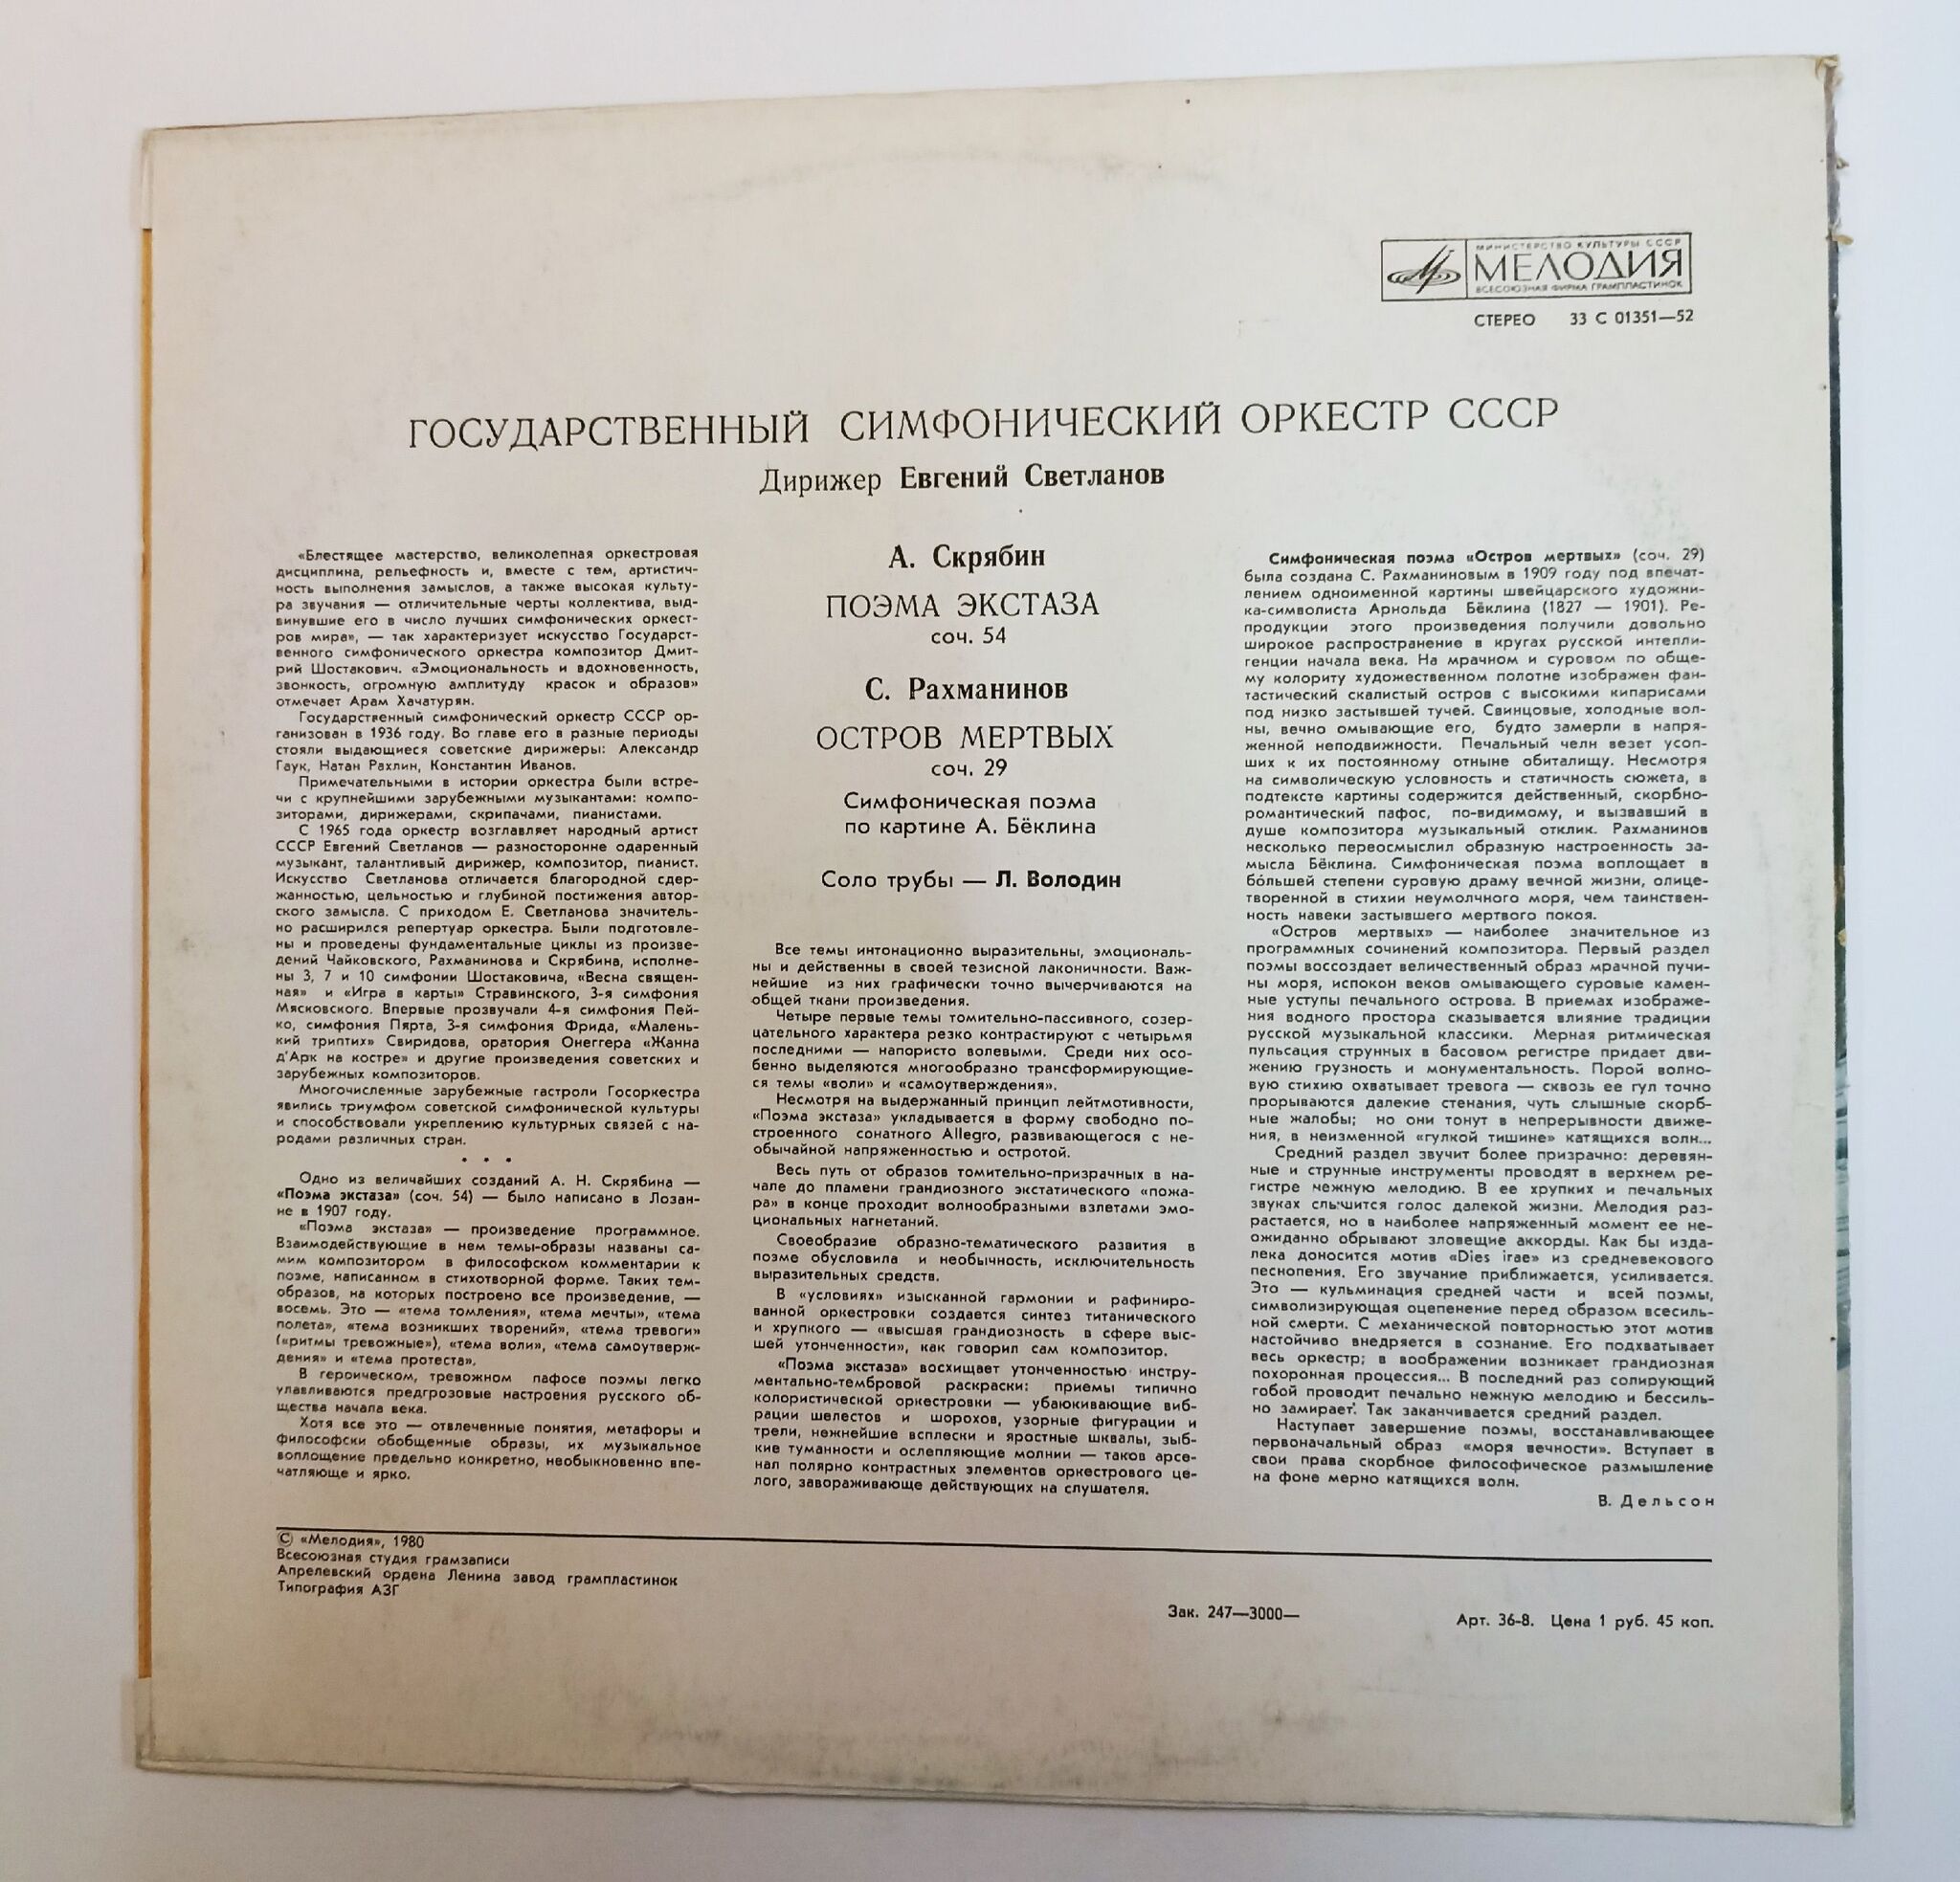 МИНИСТЕРСТВО КУЛЬТУРЫ СССР
МЕЛОДИЯ
ВСЕСОЮЗНАЯ ФИРМА ГРАМПЛАСТИНОК
СТЕРЕО 33 С 01351—52
ГОСУДАРСТВЕННЫЙ СИМФОНИЧЕСКИЙ ОРКЕСТР СССР
Дирижер Евгений Светланов
«Блестящее мастерство, великолепная оркестровая
дисциплина, рельефность и, вместе с тем, артистич-
ность выполнения замыслов, а также высокая культу-
ра звучания — отличительные черты коллектива, выд-
винувшие его в число лучших симфонических оркест-
ров мира», — так характеризует искусство Государст-
венного симфонического оркестра композитор Дмит-
рий Шостакович. «Эмоциональность и вдохновенность,
звонкость, огромную амплитуду красок и образов»
отмечает Арам Хачатурян.
Государственный симфонический оркестр СССР ор-
ганизован в 1936 году. Во главе его в разные периоды
стояли выдающиеся советские дирижеры: Александр
Гаук, Натан Рахлин, Константин Иванов.
Примечательными в истории оркестра были встре-
чи с крупнейшими зарубежными музыкантами: компо-
зиторами, дирижерами, скрипачами, пианистами.
С 1965 года оркестр возглавляет народный артист
СССР Евгений Светланов — разносторонне одаренный
музыкант, талантливый дирижер, композитор, пианист.
Искусство Светланова отличается благородной сдер-
жанностью, цельностью и глубиной постижения автор-
ского замысла. С приходом Е. Светланова значитель-
но расширился репертуар оркестра. Были подготовле-
ны и проведены фундаментальные циклы из произве-
дений Чайковского, Рахманинова и Скрябина, исполне-
ны 3, 7 и 10 симфонии Шостаковича, «Весна священ-
ная» и «Игра в карты» Стравинского, 3-я симфония
Мясковского. Впервые прозвучали 4-я симфония Пей-
ко, симфония Пярта, 3-я симфония Фрида, «Малень-
кий триптих» Свиридова, оратория Онеггера «Жанна
д'Арк на костре» и другие произведения советских и
зарубежных композиторов.
Многочисленные зарубежные гастроли Госоркестра
явились триумфом советской симфонической культуры
и способствовали укреплению культурных связей с на-
родами различных стран.
• • •
Одно из величайших созданий А. Н. Скрябина —
«Поэма экстаза» (соч. 54) — было написано в Лозан-
не в 1907 году.
«Поэма экстаза» — произведение программное.
Взаимодействующие в нем темы-образы названы са-
мим композитором в философском комментарии к
поэме, написанном в стихотворной форме. Таких тем-
образов, на которых построено все произведение, —
восемь. Это — «тема томления», «тема мечты», «тема
полета», «тема возникших творений», «тема тревоги»
(«ритмы тревожные»), «тема воли», «тема самоутверж-
дения» и «тема протеста».
В героическом, тревожном пафосе поэмы легко
улавливаются предгрозовые настроения русского об-
щества начала века.
Хотя все это — отвлеченные понятия, метафоры и
философски обобщенные образы, их музыкальное
воплощение предельно конкретно, необыкновенно впе-
чатляюще и ярко.
А. Скрябин
ПОЭМА ЭКСТАЗА
соч. 54
С. Рахманинов
ОСТРОВ МЕРТВЫХ
соч. 29
Симфоническая поэма
по картине А. Бёклина
Соло трубы — Л. Володин
Все темы интонационно выразительны, эмоциональ-
ны и действенны в своей тезисной лаконичности. Важ-
нейшие из них графически точно вычерчиваются на
общей ткани произведения.
Четыре первые темы томительно-пассивного, созер-
цательного характера резко контрастируют с четырьмя
последними — напористо волевыми. Среди них осо-
бенно выделяются многообразно трансформирующие-
ся темы «воли» и «самоутверждения».
Несмотря на выдержанный принцип лейтмотивности,
«Поэма экстаза» укладывается в форму свободно по-
строенного сонатного Allegro, развивающегося с не-
обычайной напряженностью и остротой.
Весь путь от образов томительно-призрачных в на-
чале до пламени грандиозного экстатического «пожа-
ра» в конце проходит волнообразными взлетами эмо-
циональных нагнетаний.
Своеобразие образно-тематического развития в
поэме обусловила и необычность, исключительность
выразительных средств.
В «условиях» изысканной гармонии и рафиниро-
ванной оркестровки создается синтез титанического
и хрупкого — «высшая грандиозность в сфере выс-
шей утонченности», как говорил сам композитор.
«Поэма экстаза» восхищает утонченностью инстру-
ментально-тембровой раскраски: приемы типично
колористической оркестровки — убаюкивающие виб-
рации шелестов и шорохов, узорные фигурации и
трели, нежнейшие всплески и яростные шквалы, зыб-
кие туманности и ослепляющие молнии — таков арсе-
нал полярно контрастных элементов оркестрового це-
лого, завораживающе действующих на слушателя.
Симфоническая поэма «Остров мертвых» (соч. 29)
была создана С. Рахманиновым в 1909 году под впечат-
лением одноименной картины швейцарского художни-
ка-символиста Арнольда Бёклина (1827 — 1901). Ре-
продукции этого произведения получили довольно
широкое распространение в кругах русской интелли-
генции начала века. На мрачном и суровом по обще-
му колориту художественном полотне изображен фан-
тастический скалистый остров с высокими кипарисами
под низко застывшей тучей. Свинцовые, холодные вол-
ны, вечно омывающие его, будто замерли в напря-
женной неподвижности. Печальный челн везет усоп-
ших к их постоянному отныне обиталищу. Несмотря
на символическую условность и статичность сюжета, в
подтексте картины содержится действенный, скорбно-
романтический пафос, по-видимому, и вызвавший в
душе композитора музыкальный отклик. Рахманинов
несколько переосмыслил образную настроенность за-
мысла Бёклина. Симфоническая поэма воплощает в
бо́льшей степени суровую драму вечной жизни, олице-
творенной в стихии неумолчного моря, чем таинствен-
ность навеки застывшего мертвого покоя.
«Остров мертвых» — наиболее значительное из
программных сочинений композитора. Первый раздел
поэмы воссоздает величественный образ мрачной пучи-
ны моря, испокон веков омывающего суровые камен-
ные уступы печального острова. В приемах изображе-
ния водного простора сказывается влияние традиции
русской музыкальной классики. Мерная ритмическая
пульсация струнных в басовом регистре придает дви-
жению грузность и монументальность. Порой волно-
вую стихию охватывает тревога — сквозь ее гул точно
прорываются далекие стенания, чуть слышные скорб-
ные жалобы; но они тонут в непрерывности движе-
ния, в неизменной «гулкой тишине» катящихся волн...
Средний раздел звучит более призрачно: деревян-
ные и струнные инструменты проводят в верхнем ре-
гистре нежную мелодию. В ее хрупких и печальных
звуках слышится голос далекой жизни. Мелодия раз-
растается, но в наиболее напряженный момент ее не-
ожиданно обрывают зловещие аккорды. Как бы изда-
лека доносится мотив «Dies irae» из средневекового
песнопения. Его звучание приближается, усиливается.
Это — кульминация средней части и всей поэмы,
символизирующая оцепенение перед образом всесиль-
ной смерти. С механической повторностью этот мотив
настойчиво внедряется в сознание. Его подхватывает
весь оркестр; в воображении возникает грандиозная
похоронная процессия... В последний раз солирующий
гобой проводит печально нежную мелодию и бессиль-
но замирает. Так заканчивается средний раздел.
Наступает завершение поэмы, восстанавливающее
первоначальный образ «моря вечности». Вступает в
свои права скорбное философическое размышление
на фоне мерно катящихся волн.
В. Дельсон
© «Мелодия», 1980
Всесоюзная студия грамзаписи
Апрелевский ордена Ленина завод грампластинок
Типография АЗГ
Зак. 247—3000—
Арт. 36-8. Цена 1 руб. 45 коп.